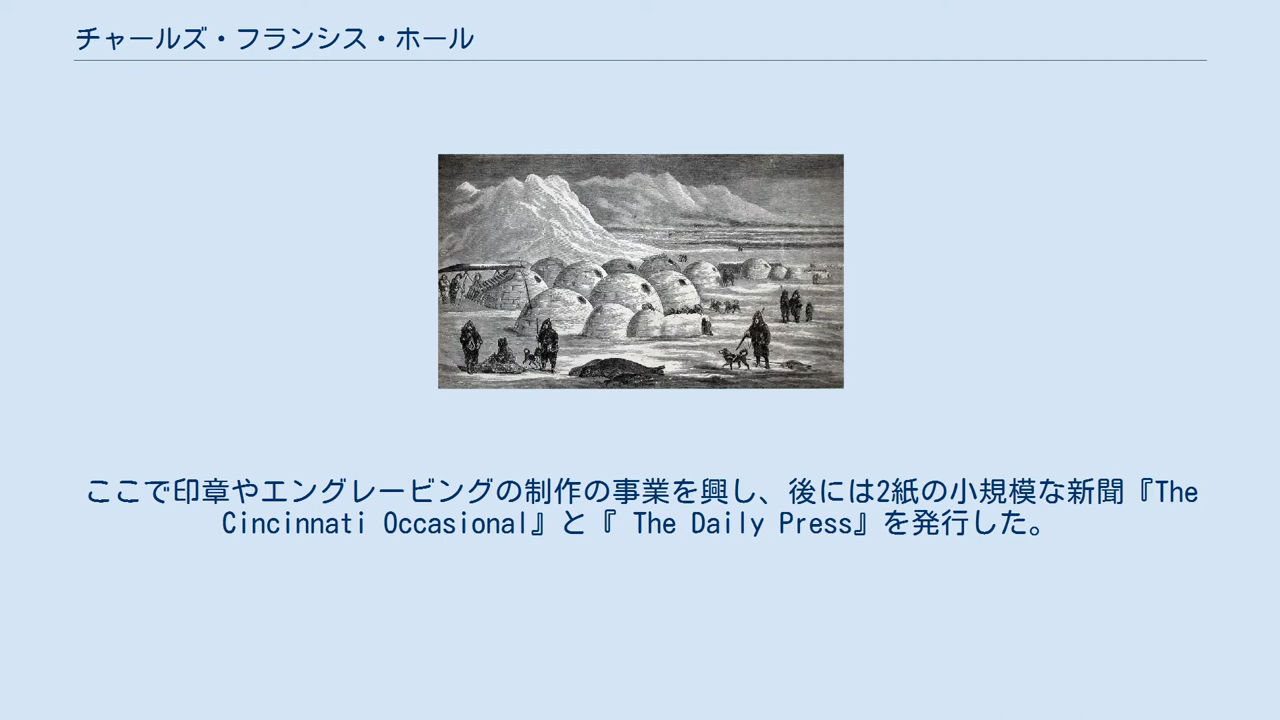 チャールズ・フランシス・ホール
ここで印章やエングレービングの制作の事業を興し、後には2紙の小規模な新聞『The
Cincinnati Occasional』と『 The Daily Press』を発行した。